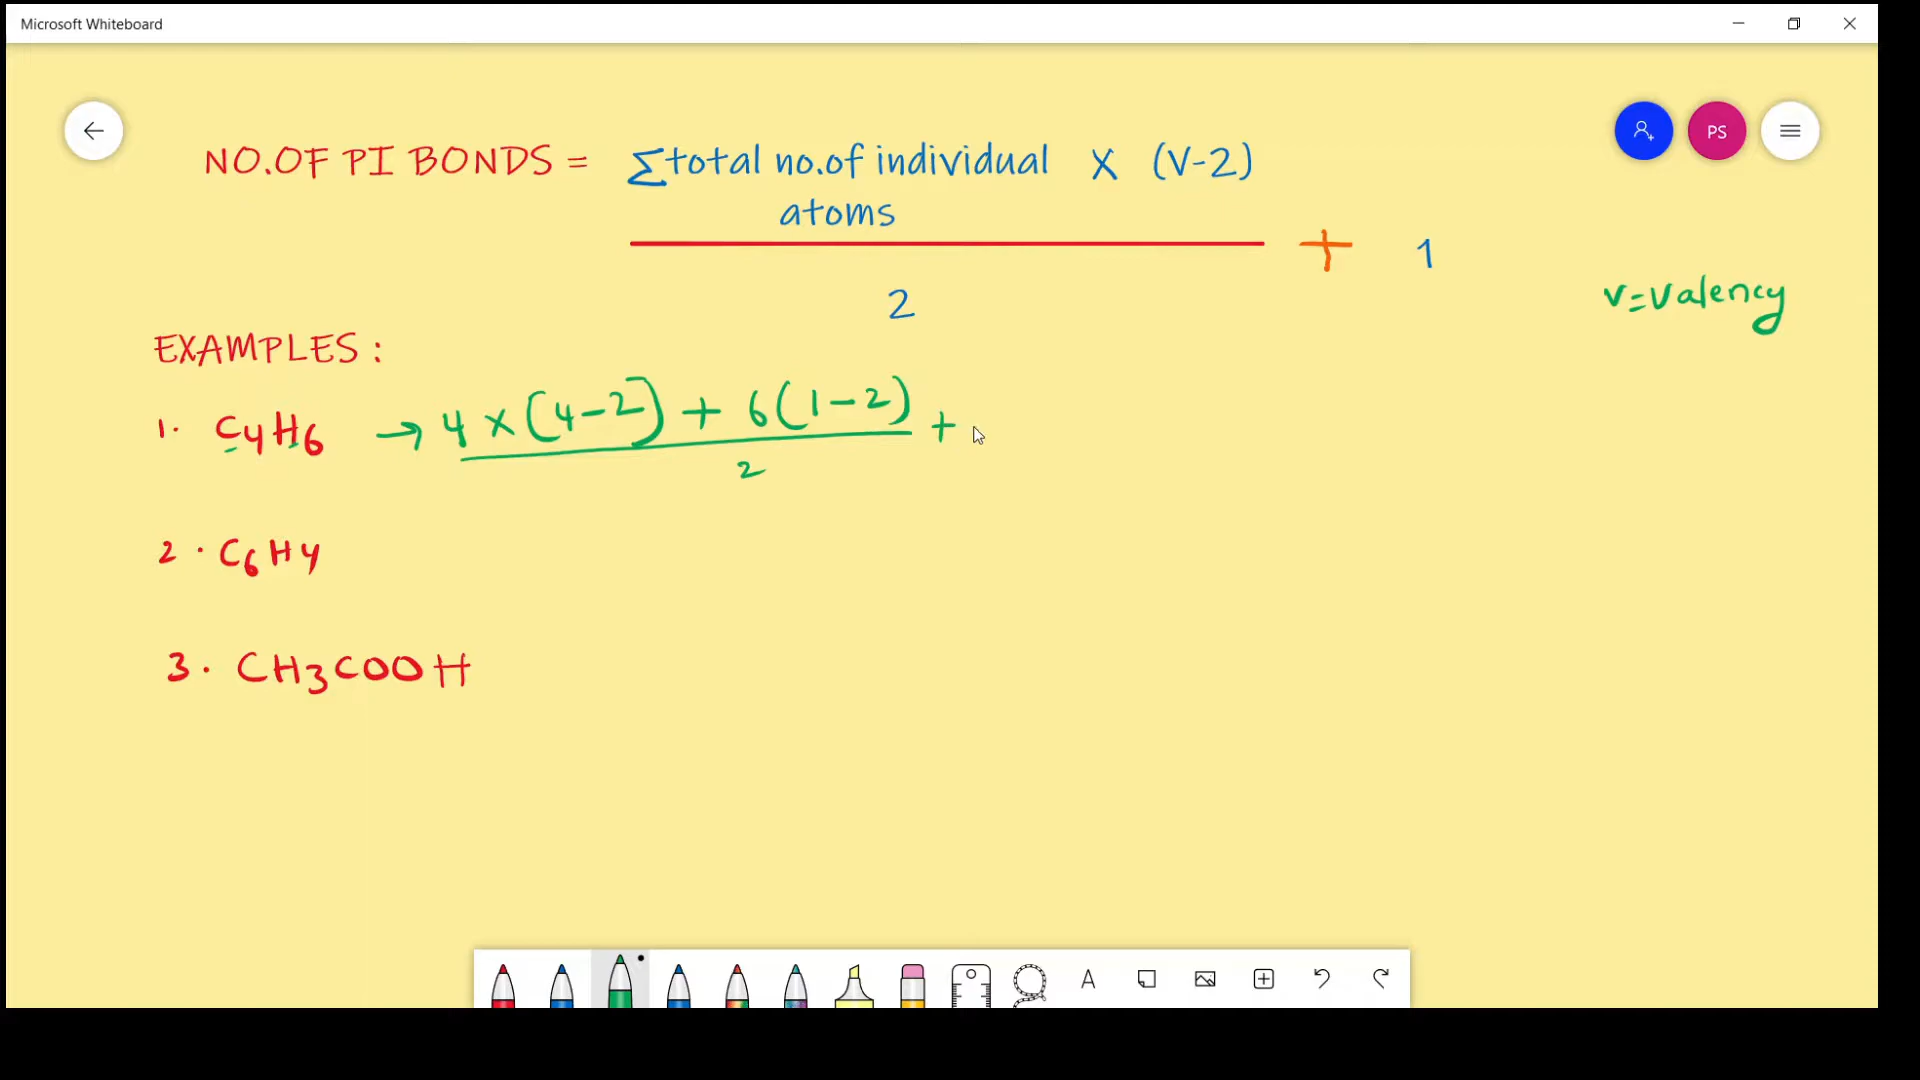 Microsoft Whiteboard
PS
NO.OF PI BONDS = ∑total no.of individual X (V-2)
atoms
+ 1
2
v=valency
EXAMPLES :
1. C4H6 → 4 × (4-2) + 6(1-2) +
2
2. C6H4
3. CH3COOH
A